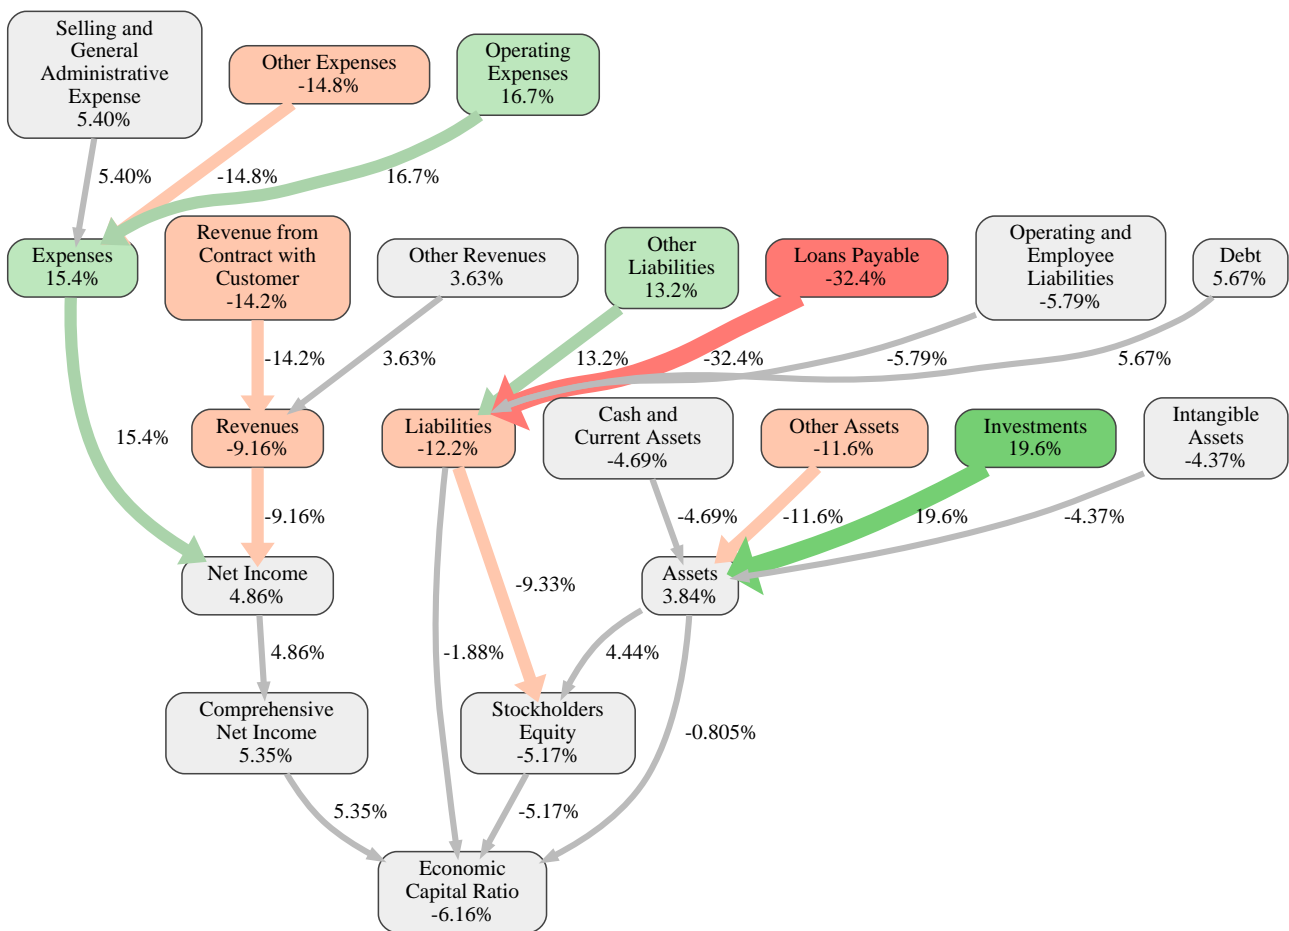 Selling and
General
Administrative
Expense
5.40%
Other Expenses
-14.8%
Operating
Expenses
16.7%
5.40%
-14.8%
16.7%
Expenses
15.4%
Revenue from
Contract with
Customer
-14.2%
Other Revenues
3.63%
Other
Liabilities
13.2%
Loans Payable
-32.4%
Operating and
Employee
Liabilities
-5.79%
Debt
5.67%
-14.2%
3.63%
13.2%
-32.4%
-5.79%
5.67%
15.4%
Revenues
-9.16%
Liabilities
-12.2%
Cash and
Current Assets
-4.69%
Other Assets
-11.6%
Investments
19.6%
Intangible
Assets
-4.37%
-9.16%
-4.69%
-11.6%
19.6%
-4.37%
Net Income
4.86%
-9.33%
Assets
3.84%
4.86%
-1.88%
4.44%
Comprehensive
Net Income
5.35%
Stockholders
Equity
-5.17%
-0.805%
5.35%
-5.17%
Economic
Capital Ratio
-6.16%